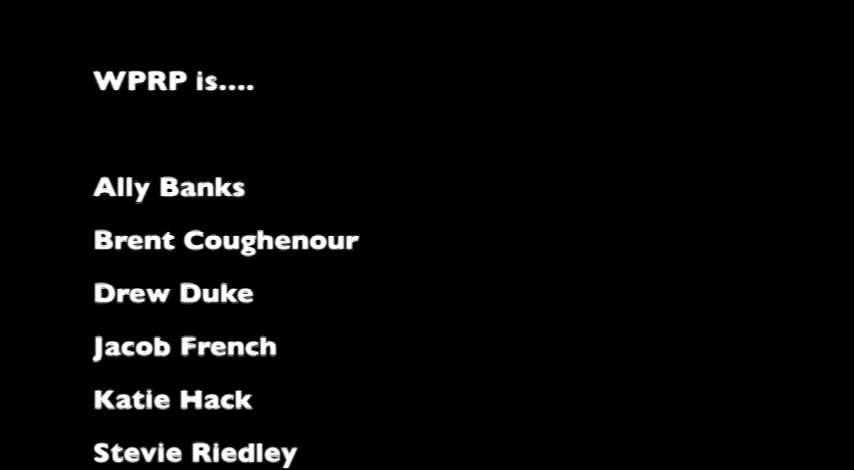 WPRP is....
Ally Banks
Brent Coughenour
Drew Duke
Jacob French
Katie Hack
Stevie Riedley